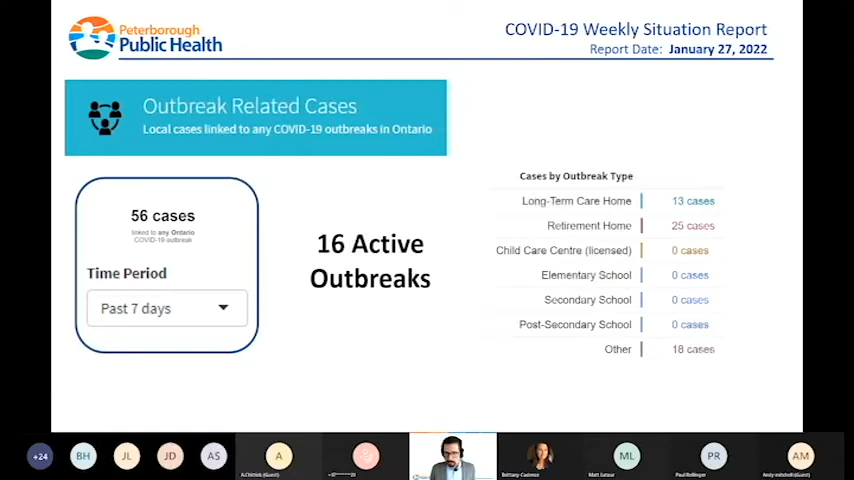 Peterborough
Public Health
COVID-19 Weekly Situation Report
Report Date: January 27, 2022
Outbreak Related Cases
Local cases linked to any COVID-19 outbreaks in Ontario
56 cases
linked to any Ontario
COVID-19 outbreak
Time Period
Past 7 days
16 Active
Outbreaks
Cases by Outbreak Type
Long-Term Care Home 13 cases
Retirement Home 25 cases
Child Care Centre (licensed) 0 cases
Elementary School 0 cases
Secondary School 0 cases
Post-Secondary School 0 cases
Other 18 cases
+24
BH
JL
JD
AS
A
ML
PR
AM